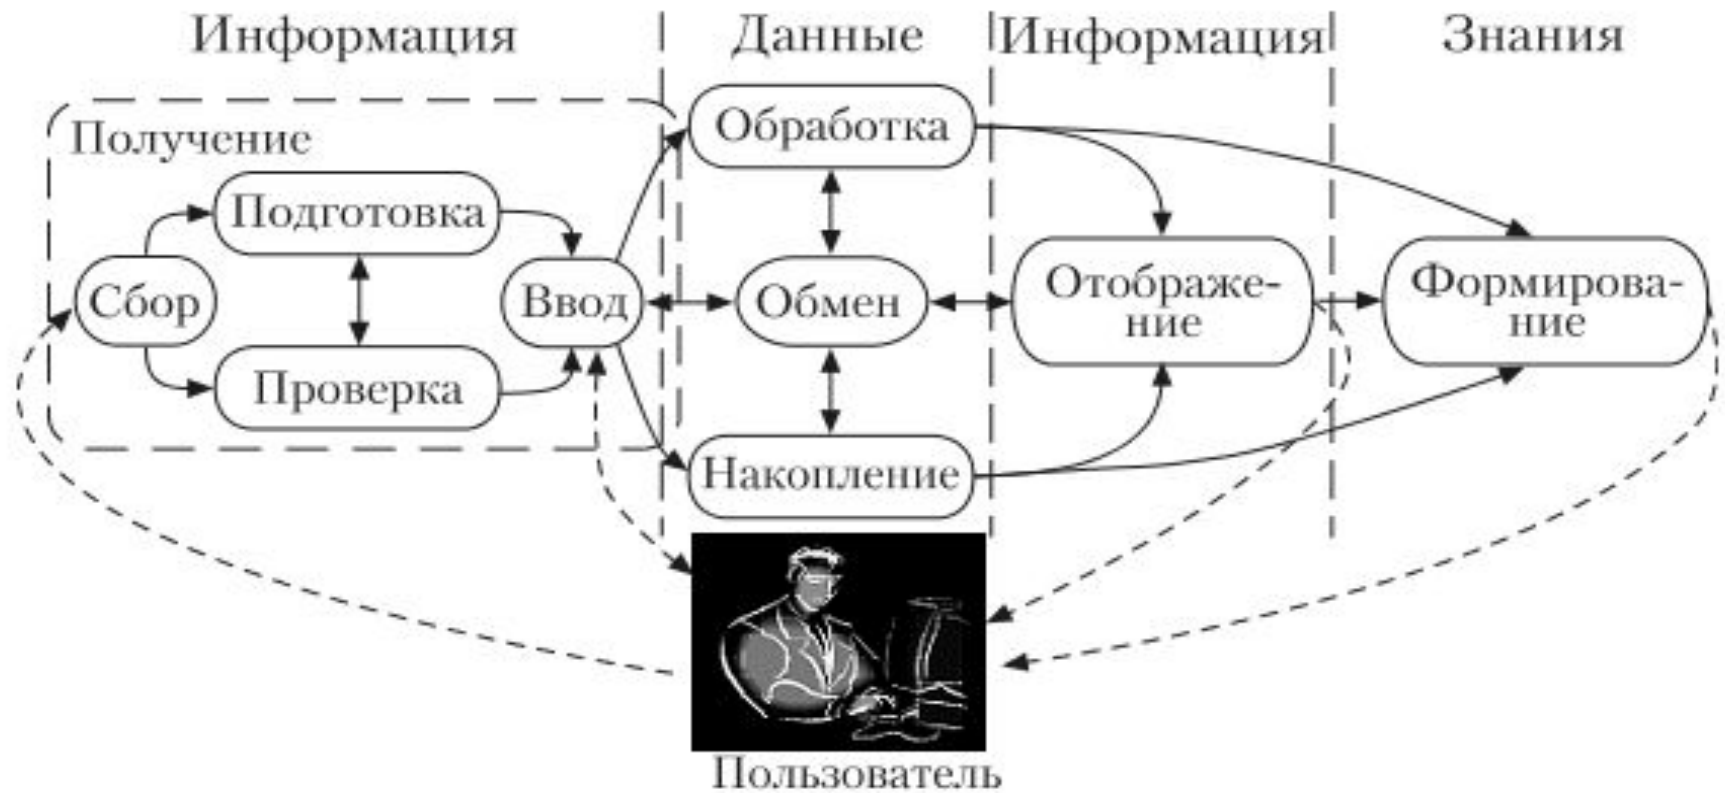 Информация
Данные
Информация
Знания
Получение
Обработка
Подготовка
Сбор
Ввод
Обмен
Отображе-
ние
Формирова-
ние
Проверка
Накопление
Пользователь